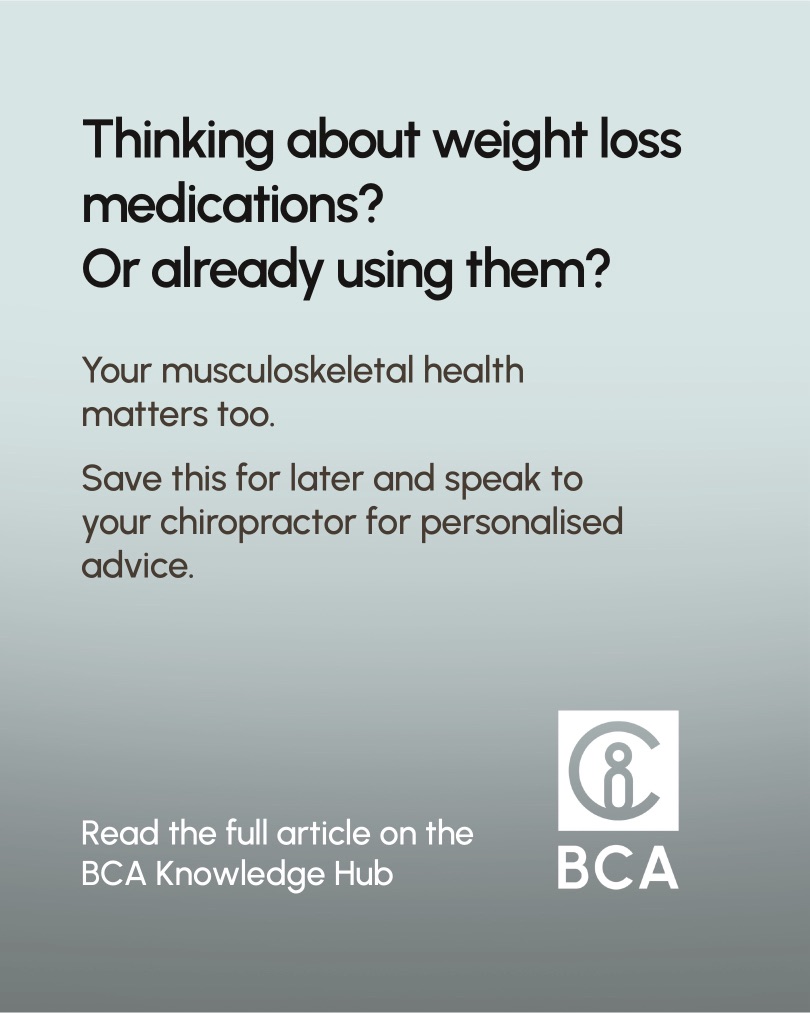 Thinking about weight loss
medications?
Or already using them?
Your musculoskeletal health
matters too.
Save this for later and speak to
your chiropractor for personalised
advice.
Read the full article on the
BCA Knowledge Hub
BCA